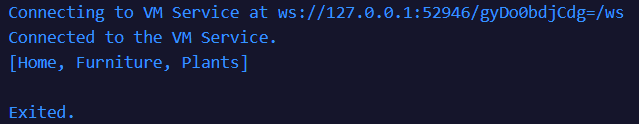 Connecting to VM Service at ws://127.0.0.1:52946/gyDo0bdjCdg=/ws
Connected to the VM Service.
[Home, Furniture, Plants]
Exited.